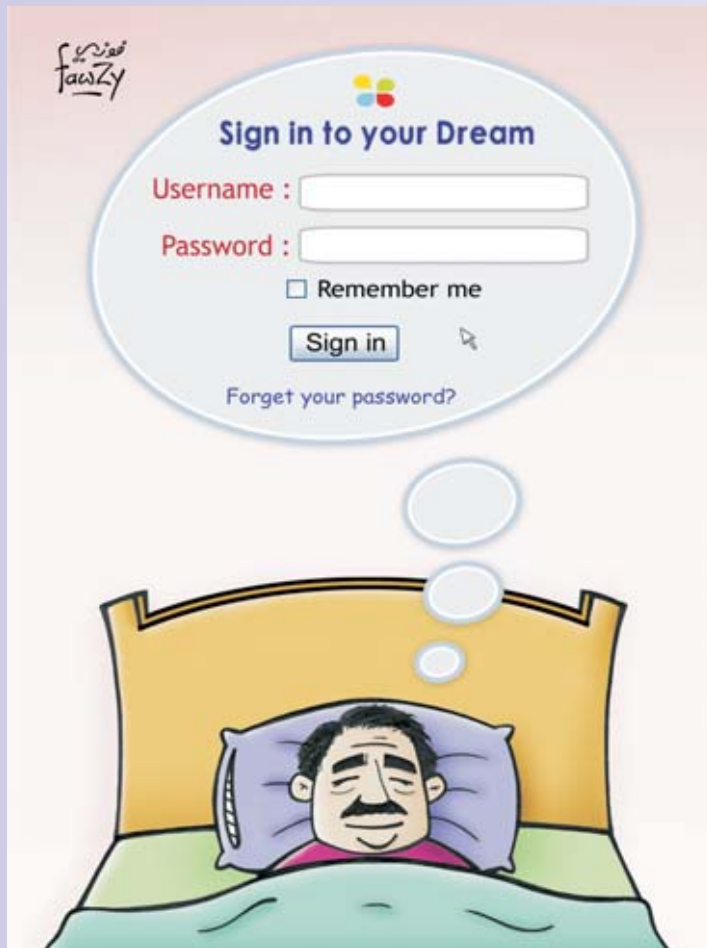 فوزي
fawZy
Sign in to your Dream
Username :
Password :
Remember me
Sign in
Forget your password?